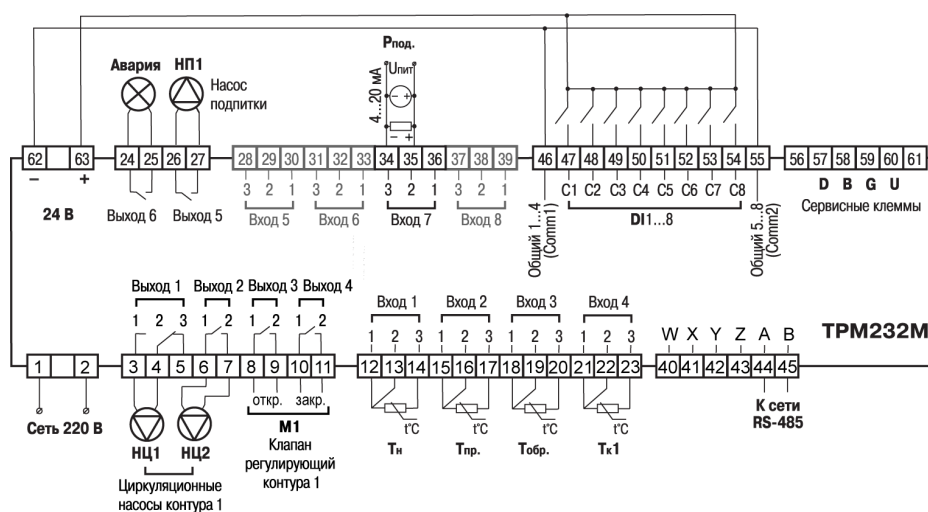 Pпод.
Авария НП1
Насос подпитки
4...20 мА
Uпит
– +
– +
62 63 24 25 26 27 28 29 30 31 32 33 34 35 36 37 38 39 46 47 48 49 50 51 52 53 54 55 56 57 58 59 60 61
– +
24 В
Выход 6 Выход 5
3 2 1 3 2 1 3 2 1 3 2 1
Вход 5 Вход 6 Вход 7 Вход 8
C1 C2 C3 C4 C5 C6 C7 C8
DI1...8
Общий 1...4 (Comm1)
Общий 5...8 (Comm2)
D B G U
Сервисные клеммы
Выход 1 Выход 2 Выход 3 Выход 4
1 2 3 1 2 1 2 1 2
Вход 1 Вход 2 Вход 3 Вход 4
1 2 3 1 2 3 1 2 3 1 2 3
W X Y Z A B
ТРМ232М
1 2 3 4 5 6 7 8 9 10 11 12 13 14 15 16 17 18 19 20 21 22 23 40 41 42 43 44 45
Сеть 220 В
НЦ1 НЦ2
Циркуляционные
насосы контура 1
откр. закр.
М1
Клапан
регулирующий
контура 1
t°C t°C t°C t°C
Tн Tпр. Tобр. Tк1
К сети
RS-485